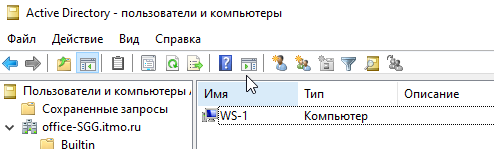 Active Directory - пользователи и компьютеры
Файл Действие Вид Справка
Пользователи и компьютеры
Сохраненные запросы
office-SGG.itmo.ru
Builtin
Имя Тип Описание
WS-1 Компьютер